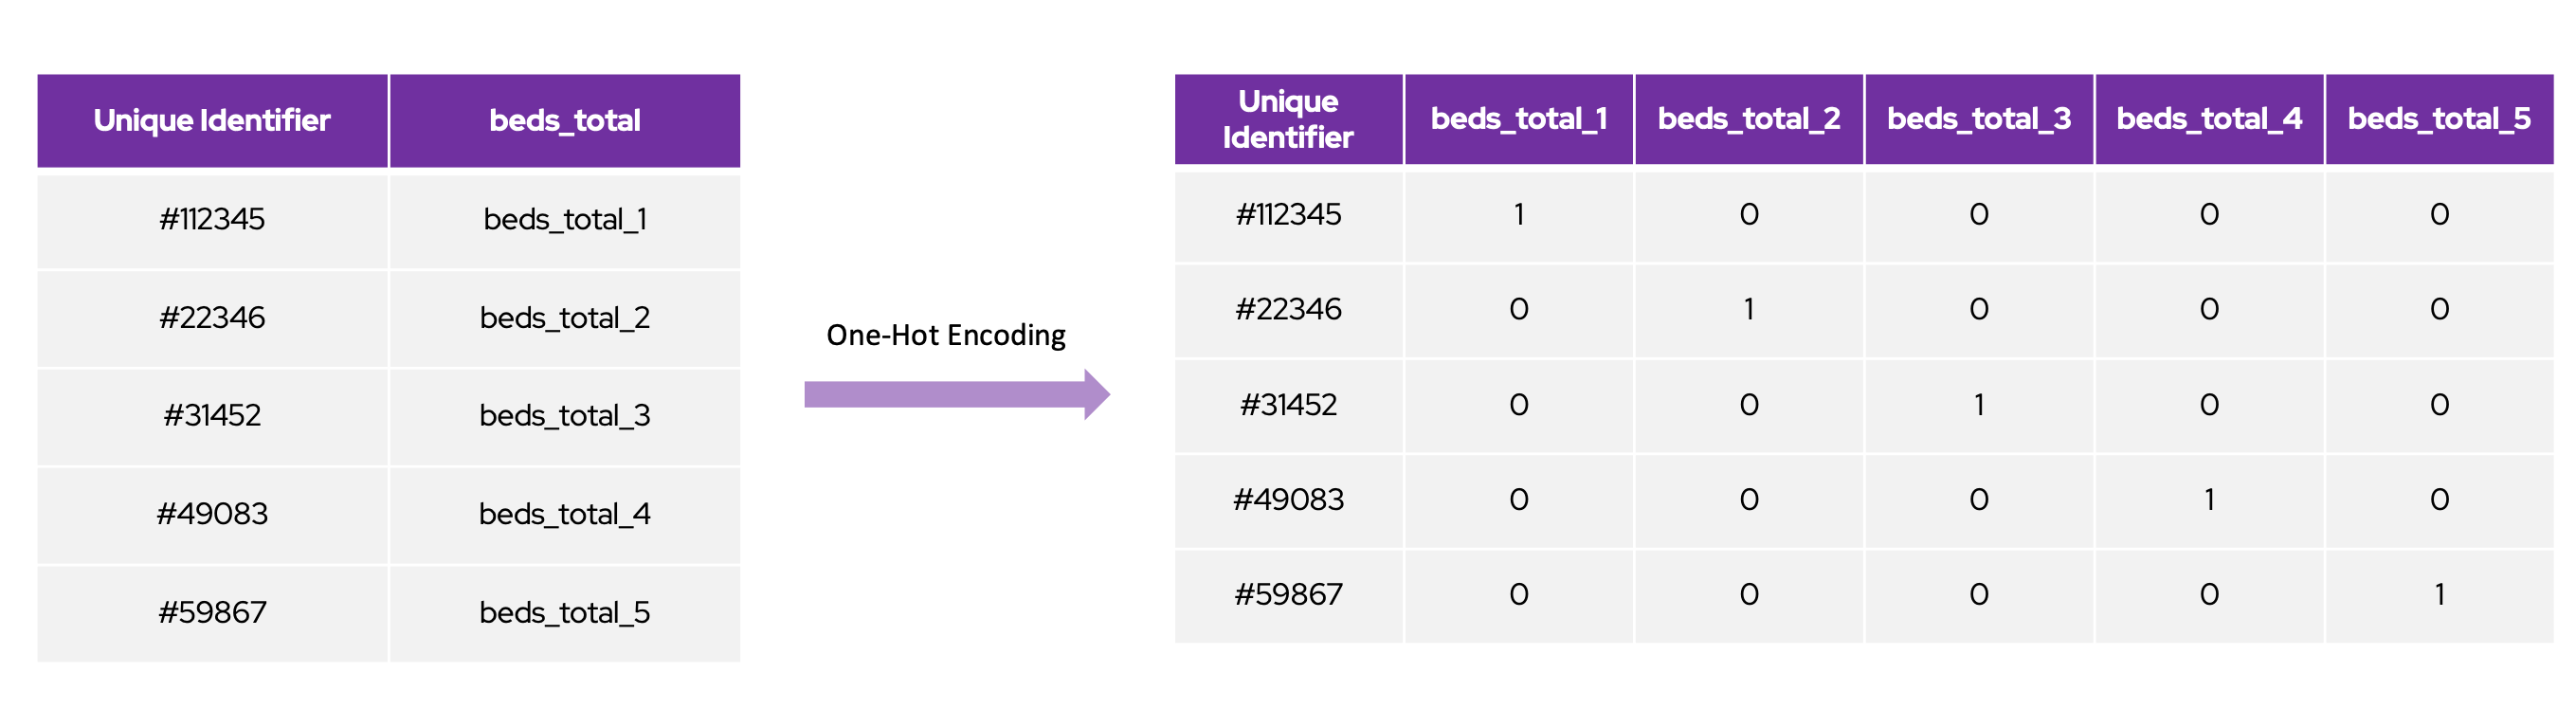 Unique Identifier beds_total
#112345 beds_total_1
#22346 beds_total_2
#31452 beds_total_3
#49083 beds_total_4
#59867 beds_total_5
One-Hot Encoding
Unique
Identifier beds_total_1 beds_total_2 beds_total_3 beds_total_4 beds_total_5
#112345 1 0 0 0 0
#22346 0 1 0 0 0
#31452 0 0 1 0 0
#49083 0 0 0 1 0
#59867 0 0 0 0 1